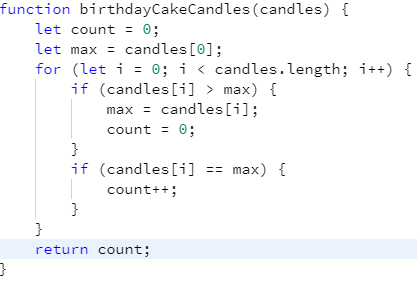 function birthdayCakeCandles(candles) {
    let count = 0;
    let max = candles[0];
    for (let i = 0; i < candles.length; i++) {
        if (candles[i] > max) {
            max = candles[i];
            count = 0;
        }
        if (candles[i] == max) {
            count++;
        }
    }
    return count;
}